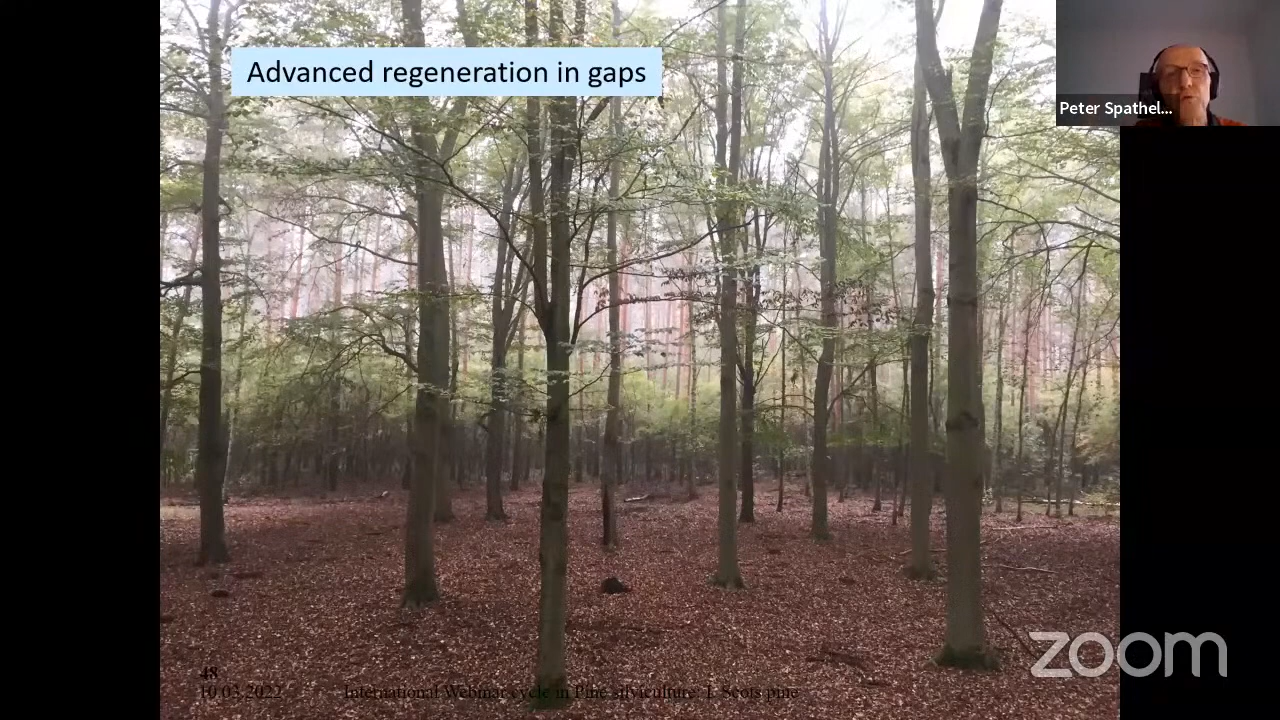 Advanced regeneration in gaps
Peter Spathel...
48
10.03.2022
International Webinar cycle in Pine silviculture: I. Scots pine
zoom